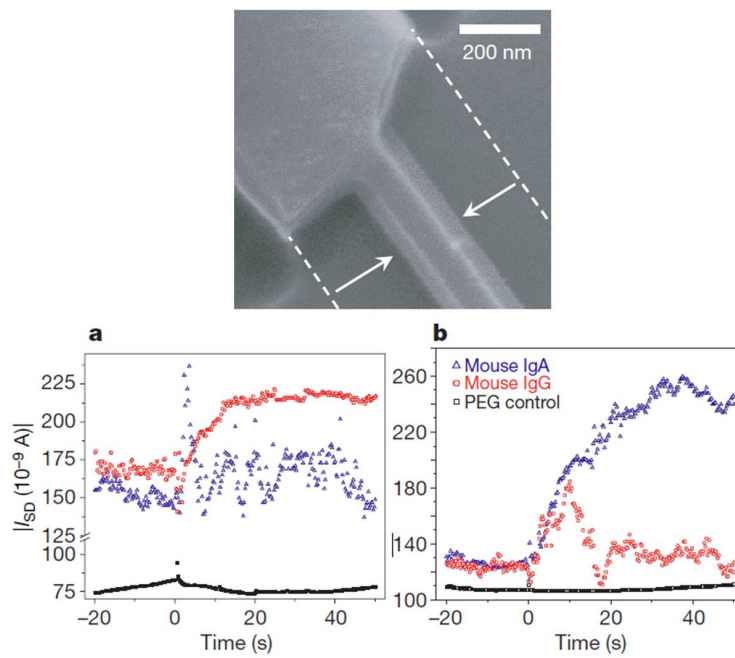 200 nm
a
b
225
200
175
150
125
100
75
|I_SD (10⁻⁹ A)|
-20
0
20
40
Time (s)
Mouse IgA
Mouse IgG
PEG control
260
220
180
140
100
-20
0
20
40
Time (s)